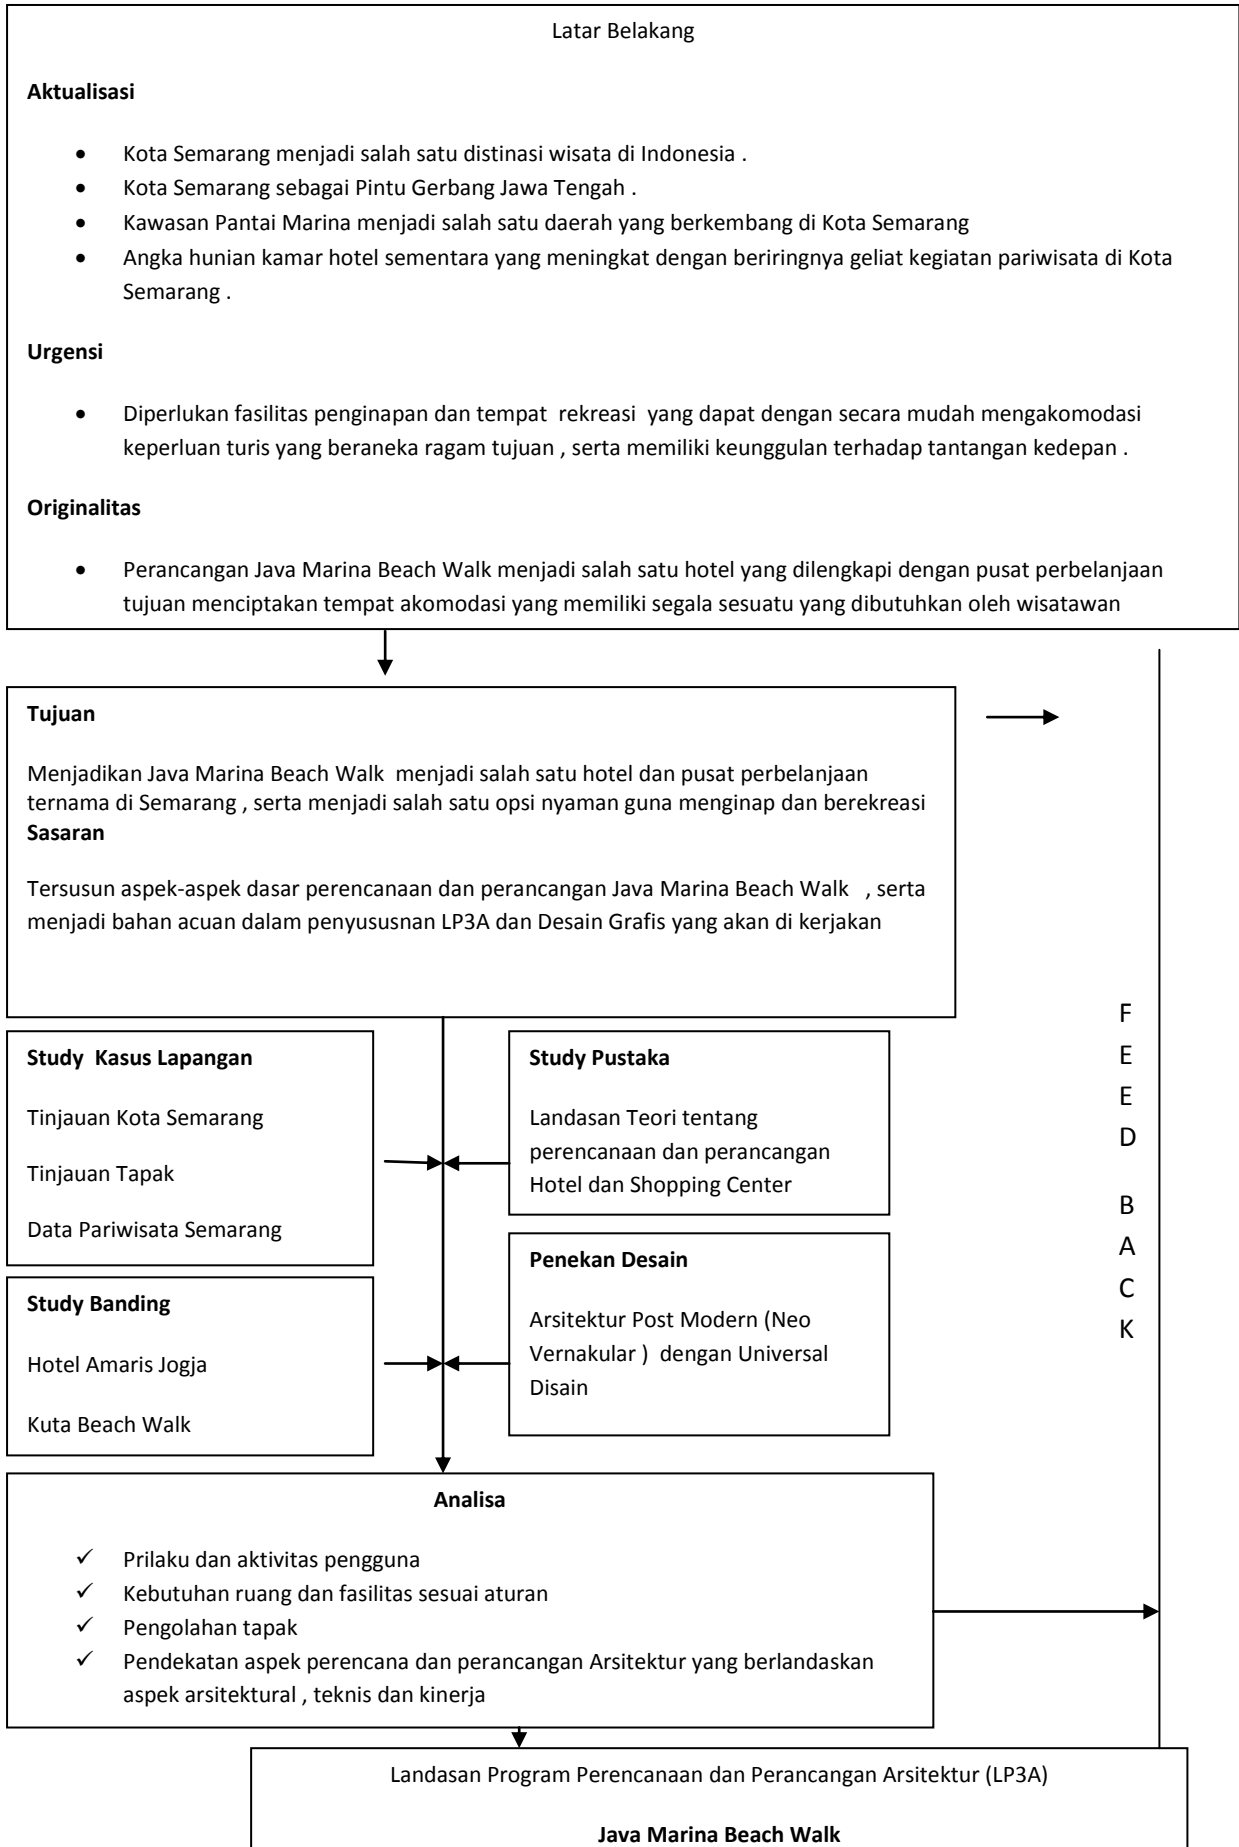 Latar Belakang
Aktualisasi
• Kota Semarang menjadi salah satu distinasi wisata di Indonesia .
• Kota Semarang sebagai Pintu Gerbang Jawa Tengah .
• Kawasan Pantai Marina menjadi salah satu daerah yang berkembang di Kota Semarang
• Angka hunian kamar hotel sementara yang meningkat dengan beriringnya geliat kegiatan pariwisata di Kota
Semarang .
Urgensi
• Diperlukan fasilitas penginapan dan tempat rekreasi yang dapat dengan secara mudah mengakomodasi
keperluan turis yang beraneka ragam tujuan , serta memiliki keunggulan terhadap tantangan kedepan .
Originalitas
• Perancangan Java Marina Beach Walk menjadi salah satu hotel yang dilengkapi dengan pusat perbelanjaan
tujuan menciptakan tempat akomodasi yang memiliki segala sesuatu yang dibutuhkan oleh wisatawan
Tujuan
Menjadikan Java Marina Beach Walk menjadi salah satu hotel dan pusat perbelanjaan
ternama di Semarang , serta menjadi salah satu opsi nyaman guna menginap dan berekreasi
Sasaran
Tersusun aspek-aspek dasar perencanaan dan perancangan Java Marina Beach Walk , serta
menjadi bahan acuan dalam penyususnan LP3A dan Desain Grafis yang akan di kerjakan
Study Kasus Lapangan
Tinjauan Kota Semarang
Tinjauan Tapak
Data Pariwisata Semarang
Study Pustaka
Landasan Teori tentang
perencanaan dan perancangan
Hotel dan Shopping Center
Study Banding
Hotel Amaris Jogja
Kuta Beach Walk
Penekan Desain
Arsitektur Post Modern (Neo
Vernakular ) dengan Universal
Disain
F
E
E
D
B
A
C
K
Analisa
✓ Prilaku dan aktivitas pengguna
✓ Kebutuhan ruang dan fasilitas sesuai aturan
✓ Pengolahan tapak
✓ Pendekatan aspek perencana dan perancangan Arsitektur yang berlandaskan
aspek arsitektural , teknis dan kinerja
Landasan Program Perencanaan dan Perancangan Arsitektur (LP3A)
Java Marina Beach Walk